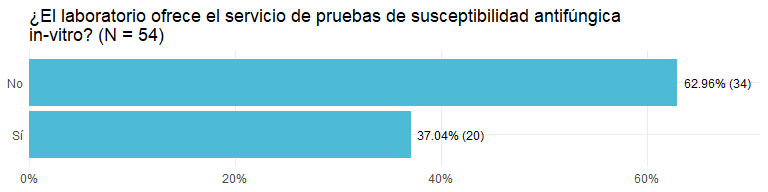 ¿El laboratorio ofrece el servicio de pruebas de susceptibilidad antifúngica
in-vitro? (N = 54)
No
62.96% (34)
Sí
37.04% (20)
0%
20%
40%
60%